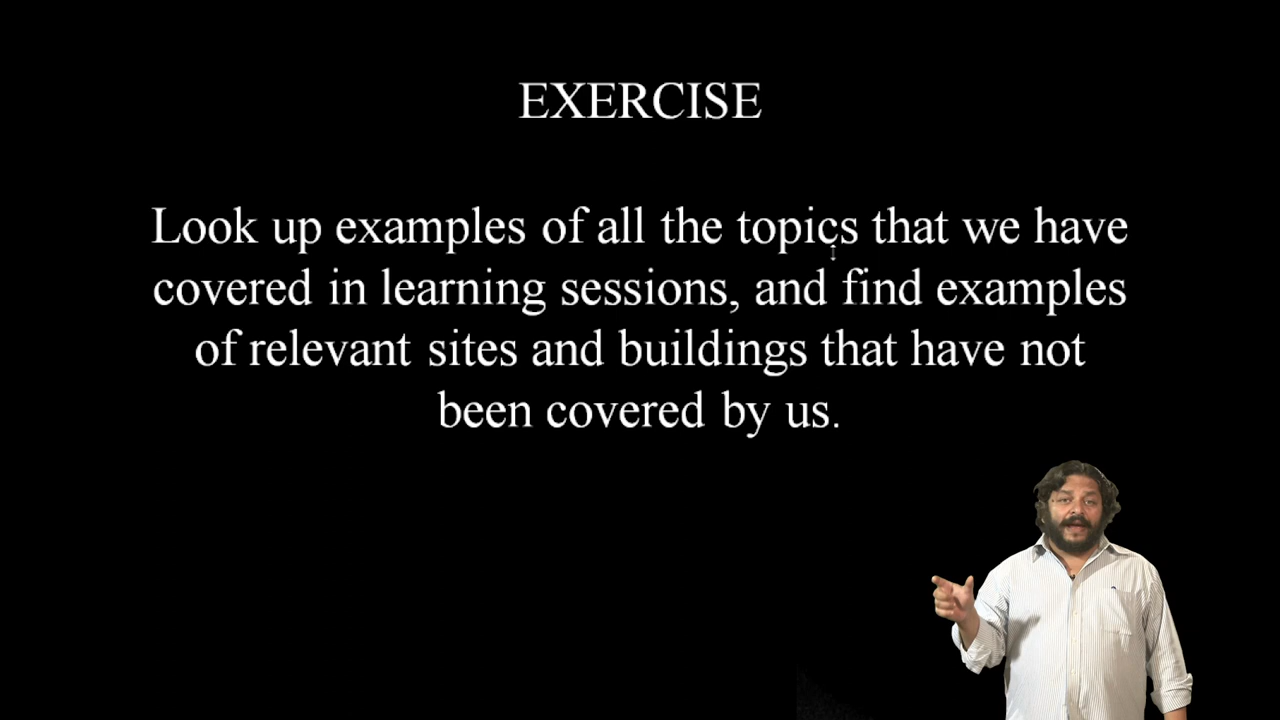 EXERCISE
Look up examples of all the topics that we have
covered in learning sessions, and find examples
of relevant sites and buildings that have not
been covered by us.